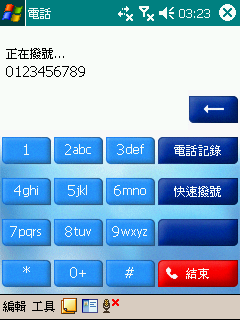 電話 03:23
正在撥號...
0123456789
1 2abc 3def 電話記錄
4ghi 5jkl 6mno 快速撥號
7pqrs 8tuv 9wxyz
* 0+ # 結束
編輯 工具